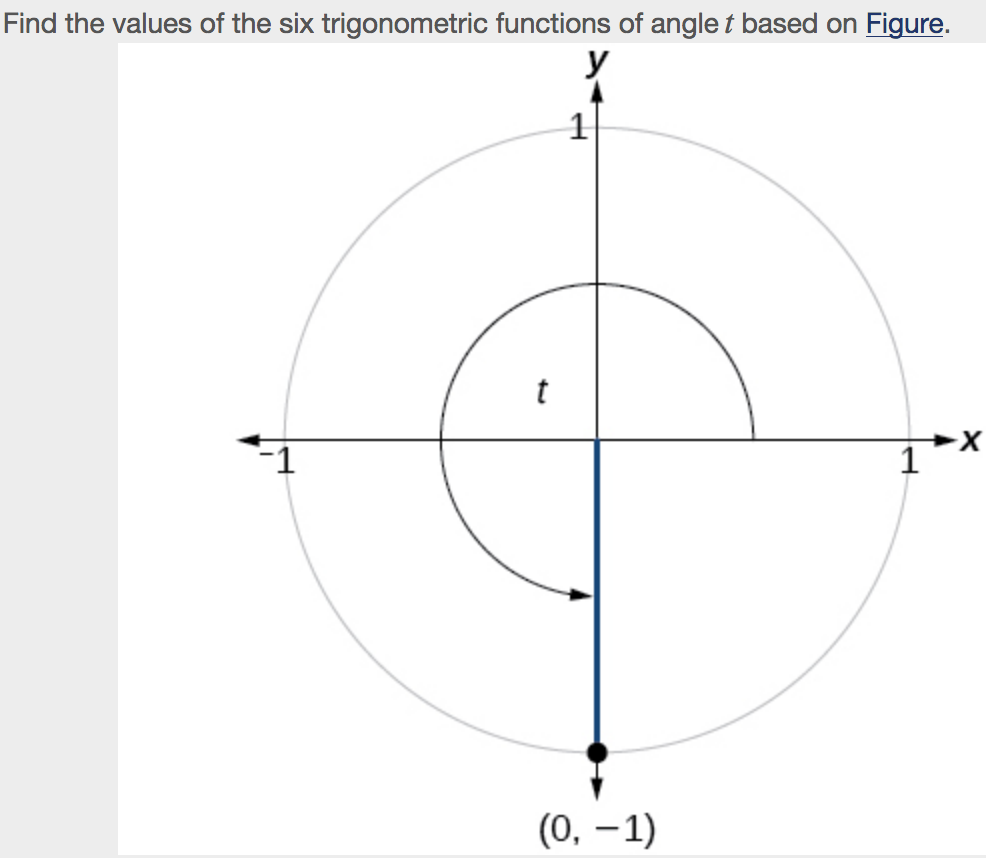 Find the values of the six trigonometric functions of angle t based on Figure.
y
1
t
x
−1
1
(0, −1)